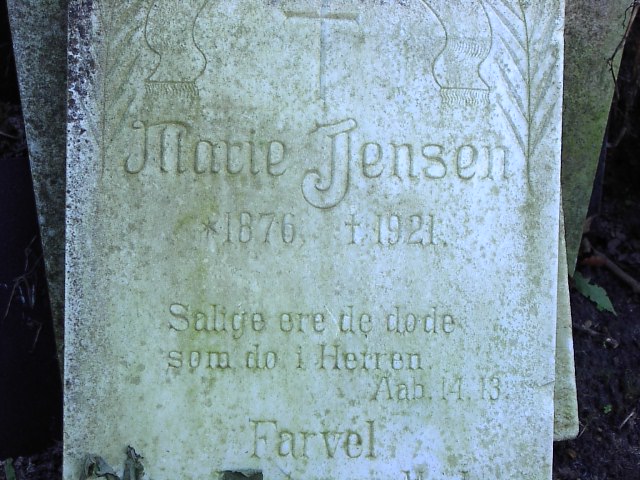 Marie Jensen
*1876. †1921.
Salige ere de døde
som dø i Herren.
Aab. 14. 13.
Farvel